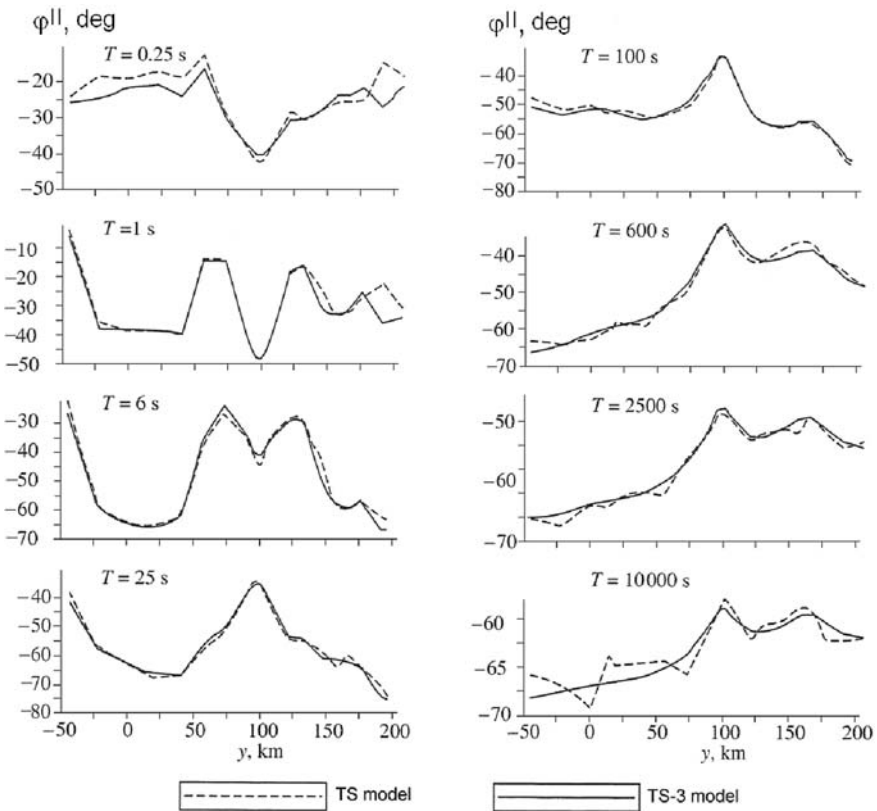 φᴵᴵ, deg
T = 0.25 s
−20
−30
−40
−50
T =1 s
−10
−20
−30
−40
−50
T = 6 s
−30
−40
−50
−60
−70
T = 25 s
−40
−50
−60
−70
−80
−50 0 50 100 150 200
y, km
TS model
φᴵᴵ, deg
T = 100 s
−40
−50
−60
−70
−80
T = 600 s
−40
−50
−60
−70
T = 2500 s
−50
−60
−70
T = 10000 s
−60
−65
−70
−50 0 50 100 150 200
y, km
TS-3 model